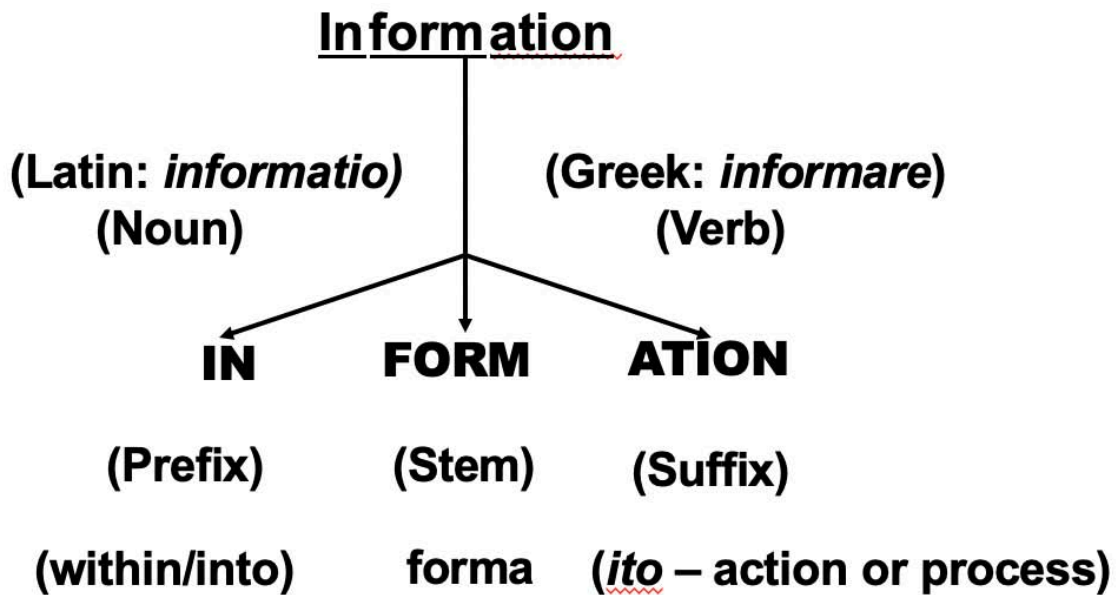 Information
(Latin: informatio) (Greek: informare)
(Noun) (Verb)
IN FORM ATION
(Prefix) (Stem) (Suffix)
(within/into) forma (ito – action or process)